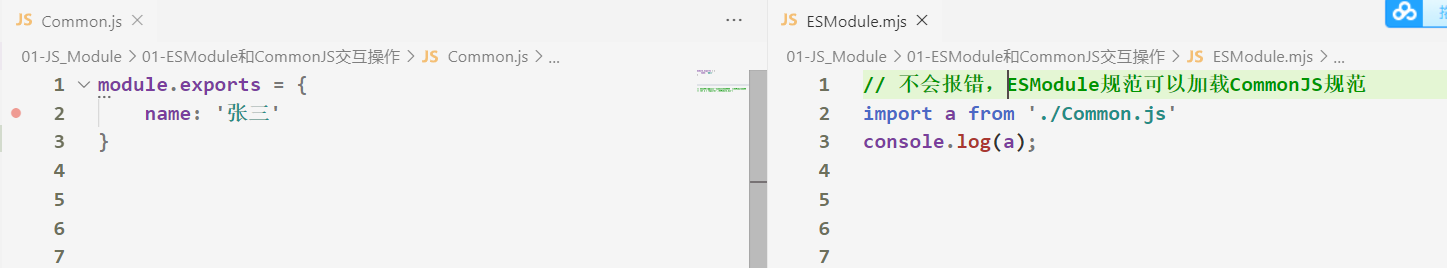 JS Common.js
01-JS_Module > 01-ESModule和CommonJS交互操作 > JS Common.js > ...
1 module.exports = {
2 name: '张三'
3 }
4
5
6
7
JS ESModule.mjs
01-JS_Module > 01-ESModule和CommonJS交互操作 > JS ESModule.mjs > ...
1 // 不会报错，ESModule规范可以加载CommonJS规范
2 import a from './Common.js'
3 console.log(a);
4
5
6
7